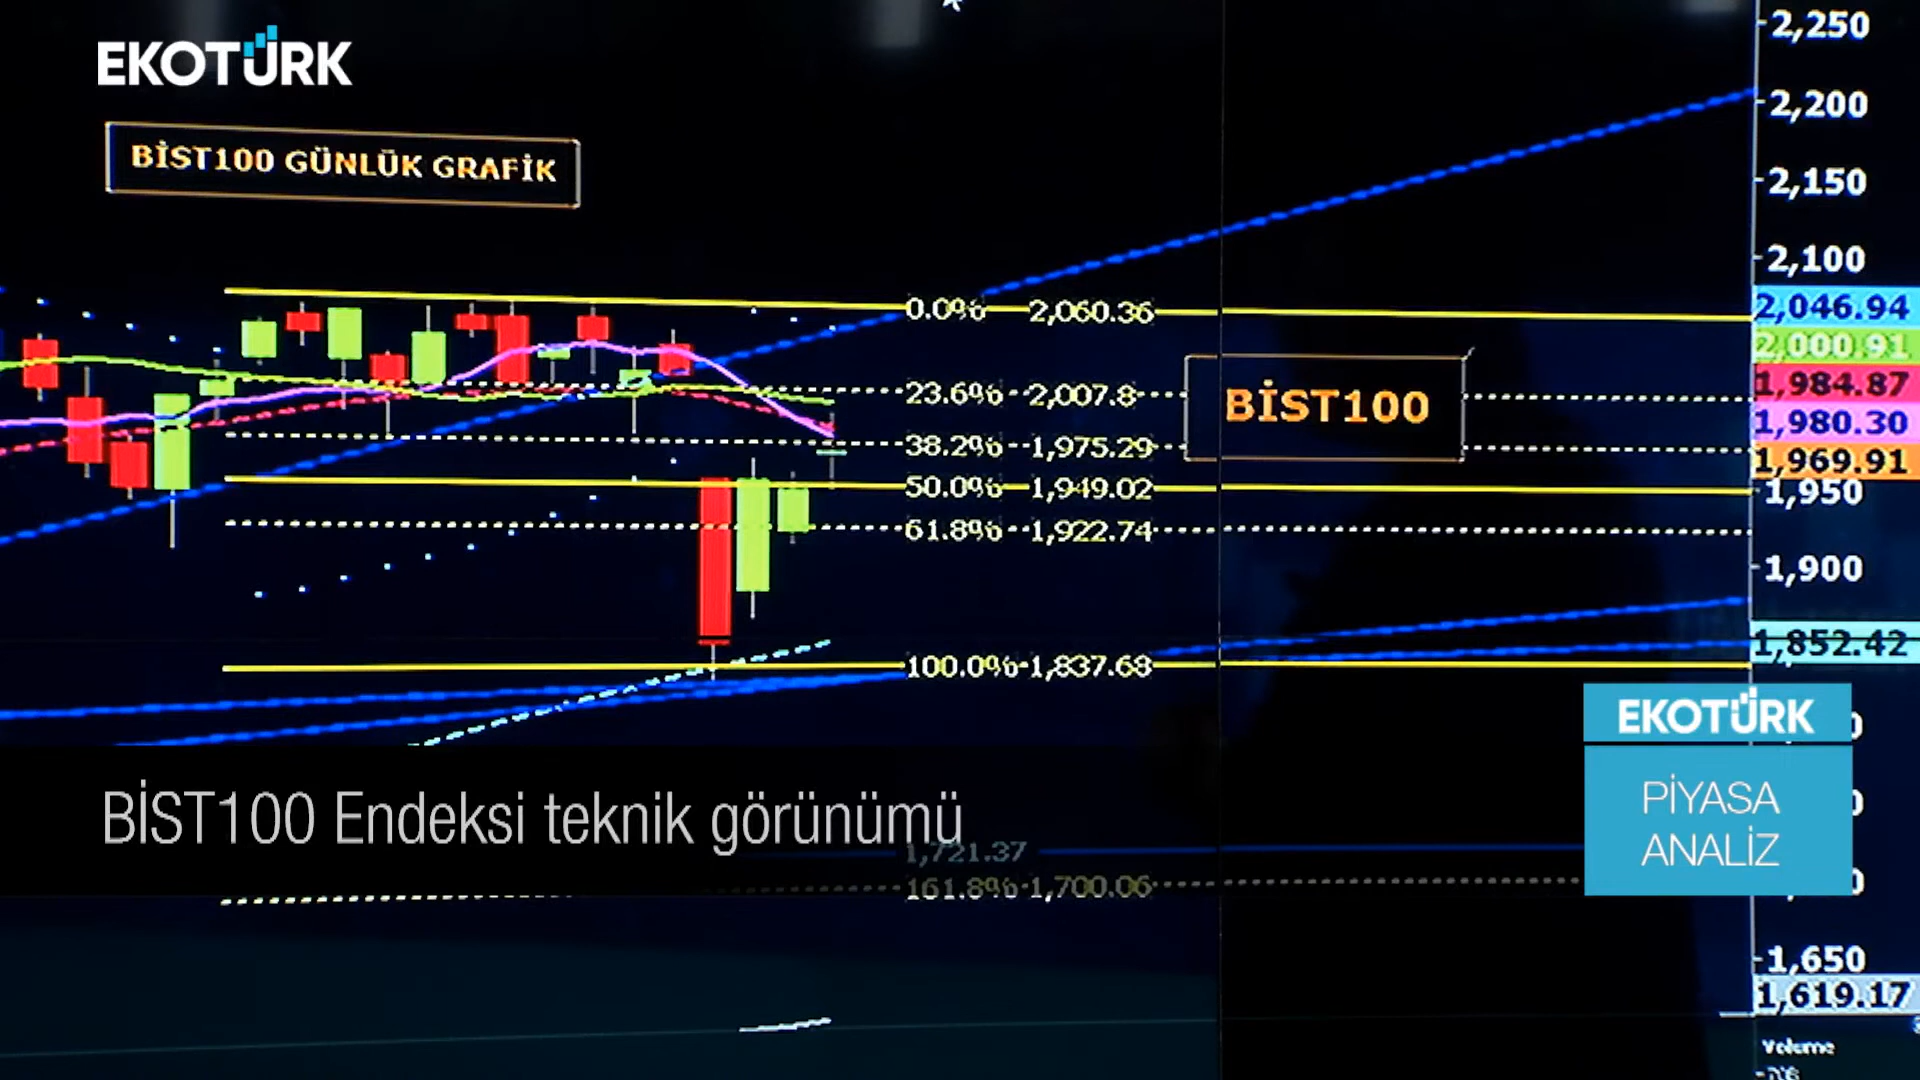 EKOTÜRK
BİST100 GÜNLÜK GRAFİK
2,250
2,200
2,150
2,100
2,046.94
0.0% 2,060.36
2,000.91
1,984.87
23.6% 2,007.8
BİST100
1,980.30
38.2% 1,975.29
1,969.91
50.0% 1,949.02
1,950
61.8% 1,922.74
1,900
1,852.42
100.0% 1,837.68
EKOTÜRK
PİYASA
ANALİZ
BİST100 Endeksi teknik görünümü
1,721.37
161.8% 1,700.06
1,650
1,619.17
Volume